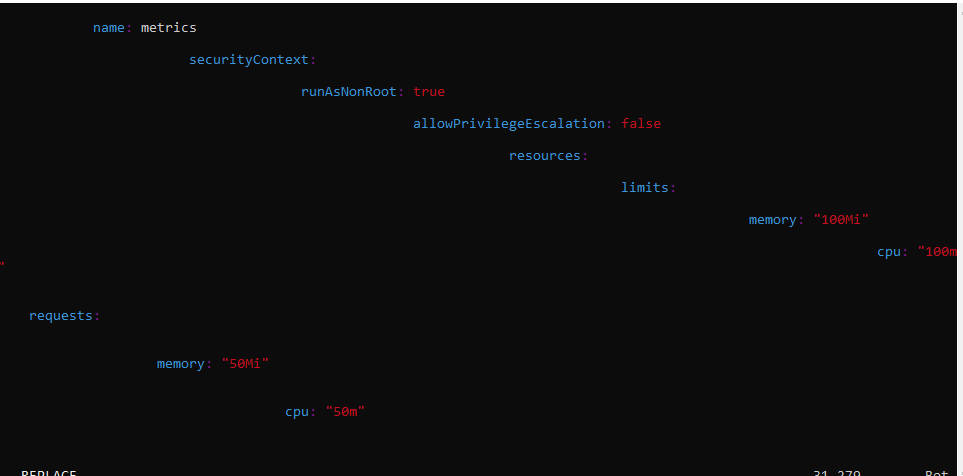 name: metrics
securityContext:
runAsNonRoot: true
allowPrivilegeEscalation: false
resources:
limits:
memory: "100Mi"
cpu: "100m
"
requests:
memory: "50Mi"
cpu: "50m"
REPLACE 31,279 Bot